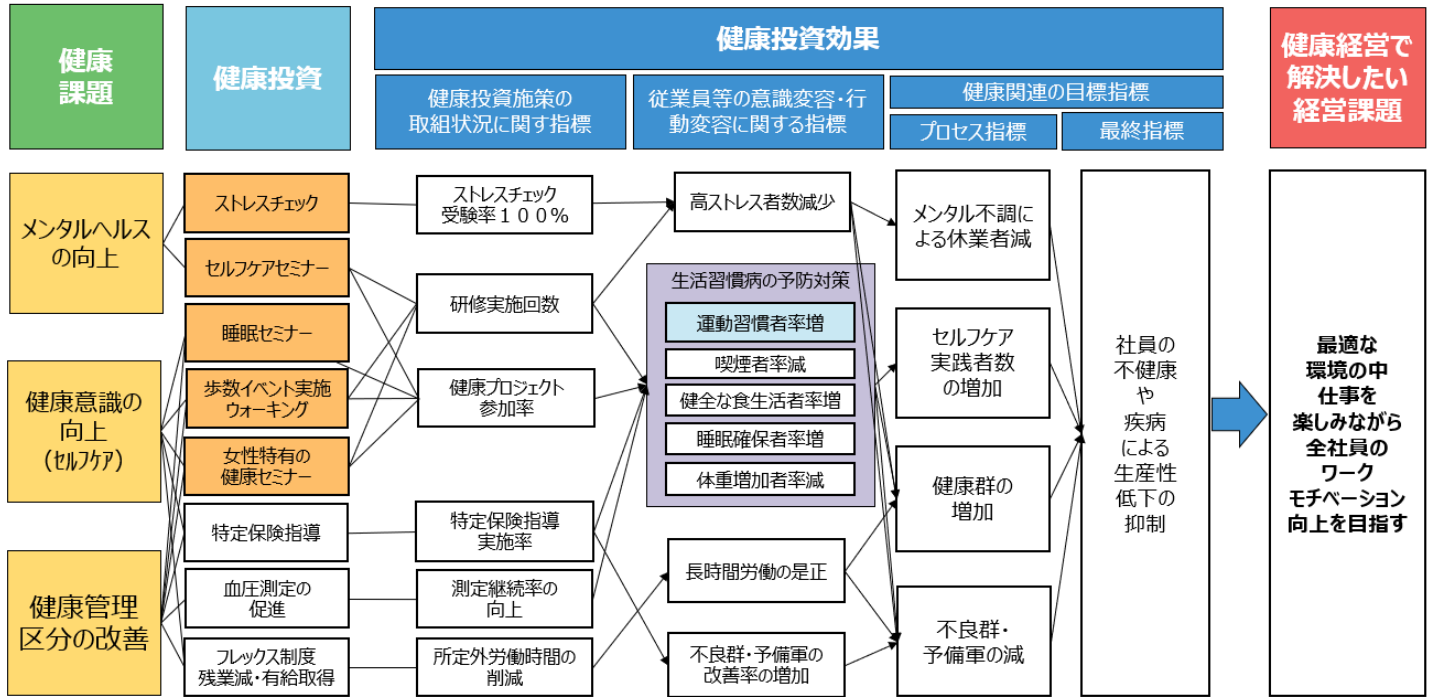 健康
課題
健康投資
健康投資効果
健康投資施策の
取組状況に関す指標
従業員等の意識変容・行
動変容に関する指標
健康関連の目標指標
プロセス指標
最終指標
健康経営で
解決したい
経営課題
メンタルヘルス
の向上
健康意識の
向上
(セルフケア)
健康管理
区分の改善
ストレスチェック
セルフケアセミナー
睡眠セミナー
歩数イベント実施
ウォーキング
女性特有の
健康セミナー
特定保険指導
血圧測定の
促進
フレックス制度
残業減・有給取得
ストレスチェック
受験率100%
研修実施回数
健康プロジェクト
参加率
特定保険指導
実施率
測定継続率の
向上
所定外労働時間の
削減
高ストレス者数減少
生活習慣病の予防対策
運動習慣者率増
喫煙者率減
健全な食生活者率増
睡眠確保者率増
体重増加者率減
長時間労働の是正
不良群・予備軍の
改善率の増加
メンタル不調に
よる休業者減
セルフケア
実践者数
の増加
健康群の
増加
不良群・
予備軍の減
社員の
不健康
や
疾病
による
生産性
低下の
抑制
最適な
環境の中
仕事を
楽しみながら
全社員の
ワーク
モチベーション
向上を目指す